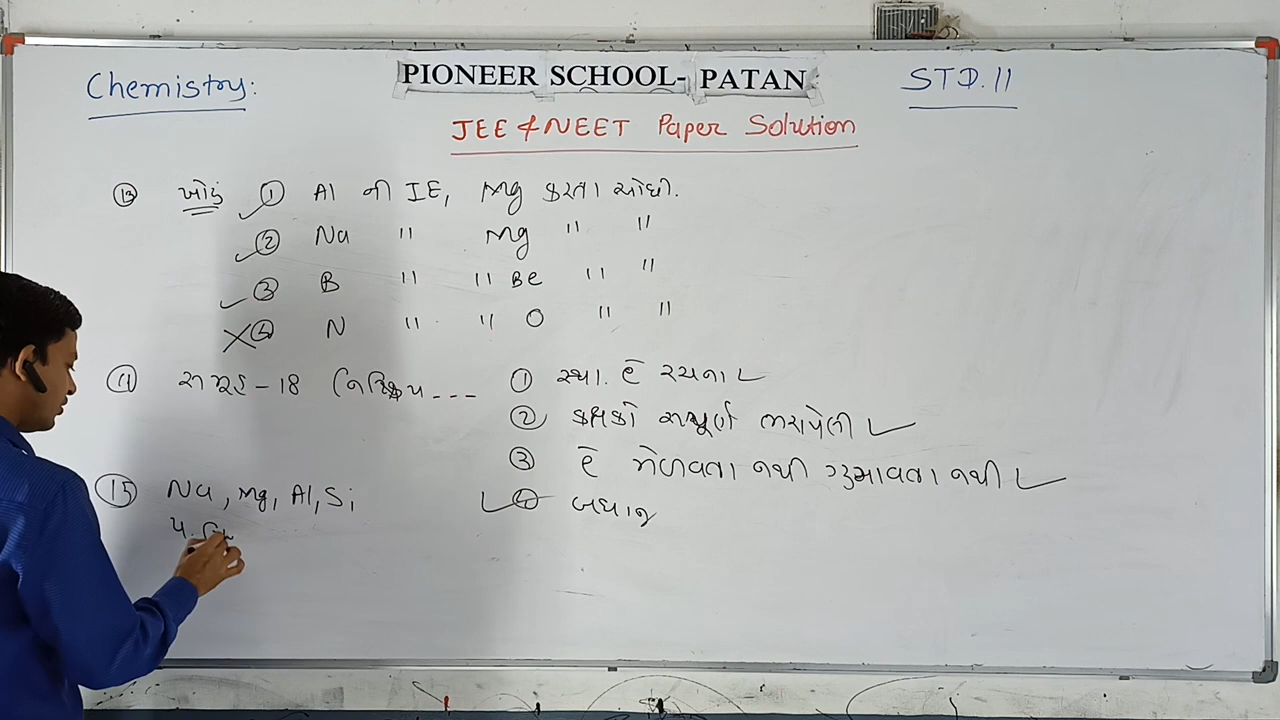 Chemistry:
PIONEER SCHOOL- PATAN
STD. 11
JEE & NEET Paper Solution
⑬ ખોટું ① Al ની IE, Mg કરતા ઓછી.
② Na " Mg " "
③ B " " Be " "
④ N " " O " "
⑭ સમૂહ-18 નિષ્ક્રિય ---
① સ્થા. e̅ રચના
② કક્ષકો સંપૂર્ણ ભરાયેલી
③ e̅ મેળવતા નથી ગુમાવતા નથી
④ બધા જ
⑮ Na, Mg, Al, Si
પ.